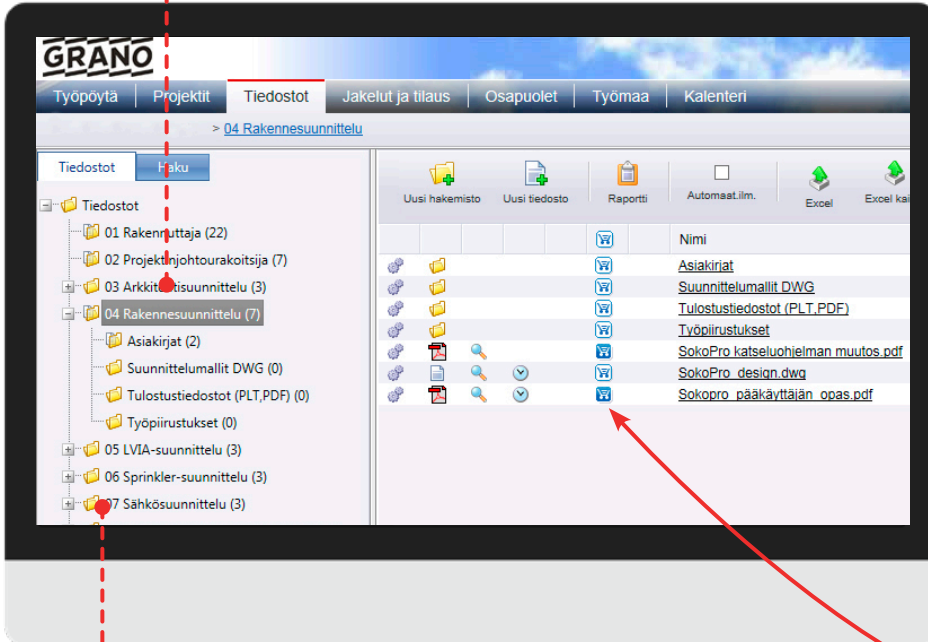 GRANO
Työpöytä Projektit Tiedostot Jakelut ja tilaus Osapuolet Työmaa Kalenteri
> 04 Rakennesuunnittelu
Tiedostot Haku
Uusi hakemisto Uusi tiedosto Raportti Automaat.ilm. Excel Excel kai
Tiedostot
01 Rakennuttaja (22)
02 Projektinjohtourakoitsija (7)
03 Arkkitehtisuunnittelu (3)
04 Rakennesuunnittelu (7)
Asiakirjat (2)
Suunnittelumallit DWG (0)
Tulostustiedostot (PLT,PDF) (0)
Työpiirustukset (0)
05 LVIA-suunnittelu (3)
06 Sprinkler-suunnittelu (3)
07 Sähkösuunnittelu (3)
Nimi
Asiakirjat
Suunnittelumallit DWG
Tulostustiedostot (PLT,PDF)
Työpiirustukset
SokoPro katseluohjelman muutos.pdf
SokoPro_design.dwg
Sokopro_pääkäyttäjän_opas.pdf